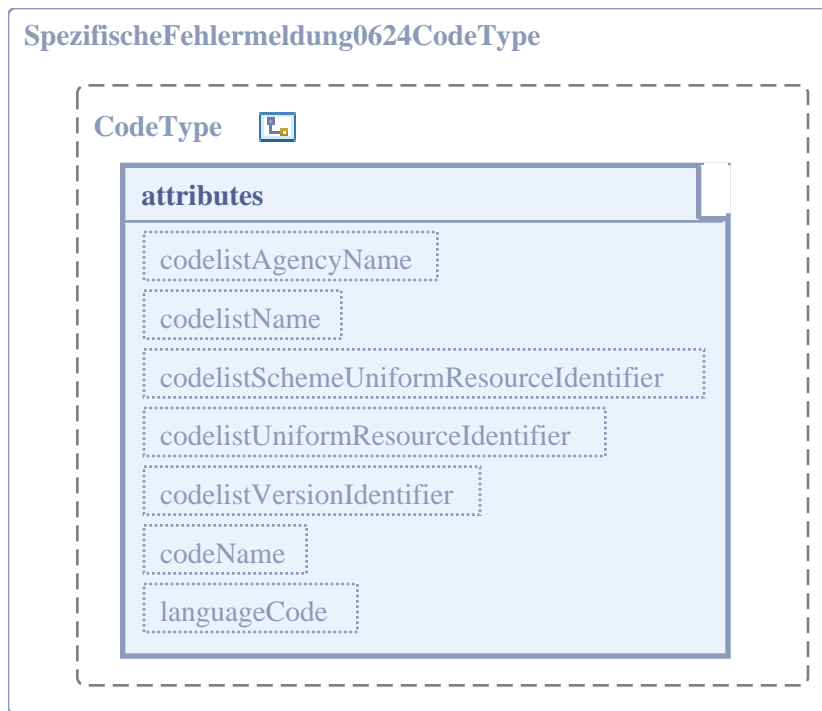 SpezifischeFehlermeldung0624CodeType
CodeType
attributes
codelistAgencyName
codelistName
codelistSchemeUniformResourceIdentifier
codelistUniformResourceIdentifier
codelistVersionIdentifier
codeName
languageCode